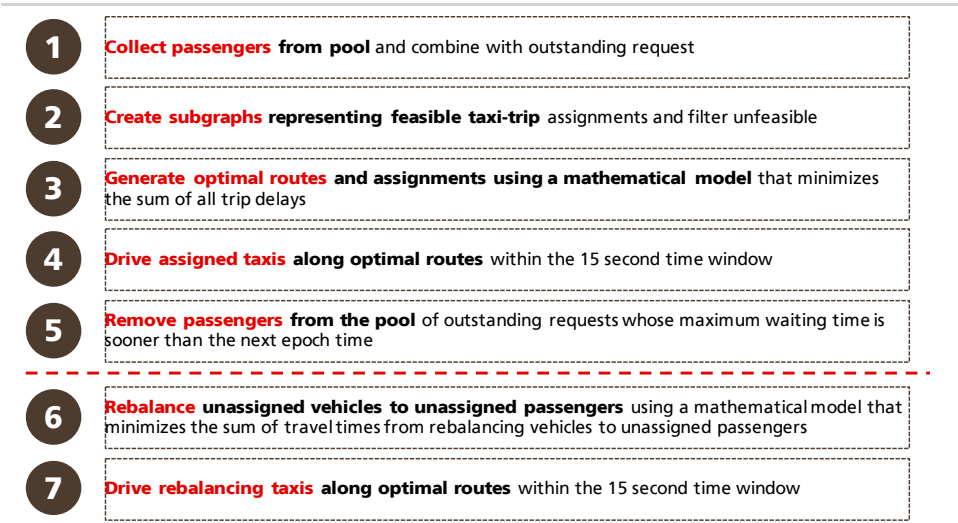 1
Collect passengers from pool and combine with outstanding request
2
Create subgraphs representing feasible taxi-trip assignments and filter unfeasible
3
Generate optimal routes and assignments using a mathematical model that minimizes
the sum of all trip delays
4
Drive assigned taxis along optimal routes within the 15 second time window
5
Remove passengers from the pool of outstanding requests whose maximum waiting time is
sooner than the next epoch time
6
Rebalance unassigned vehicles to unassigned passengers using a mathematical model that
minimizes the sum of travel times from rebalancing vehicles to unassigned passengers
7
Drive rebalancing taxis along optimal routes within the 15 second time window